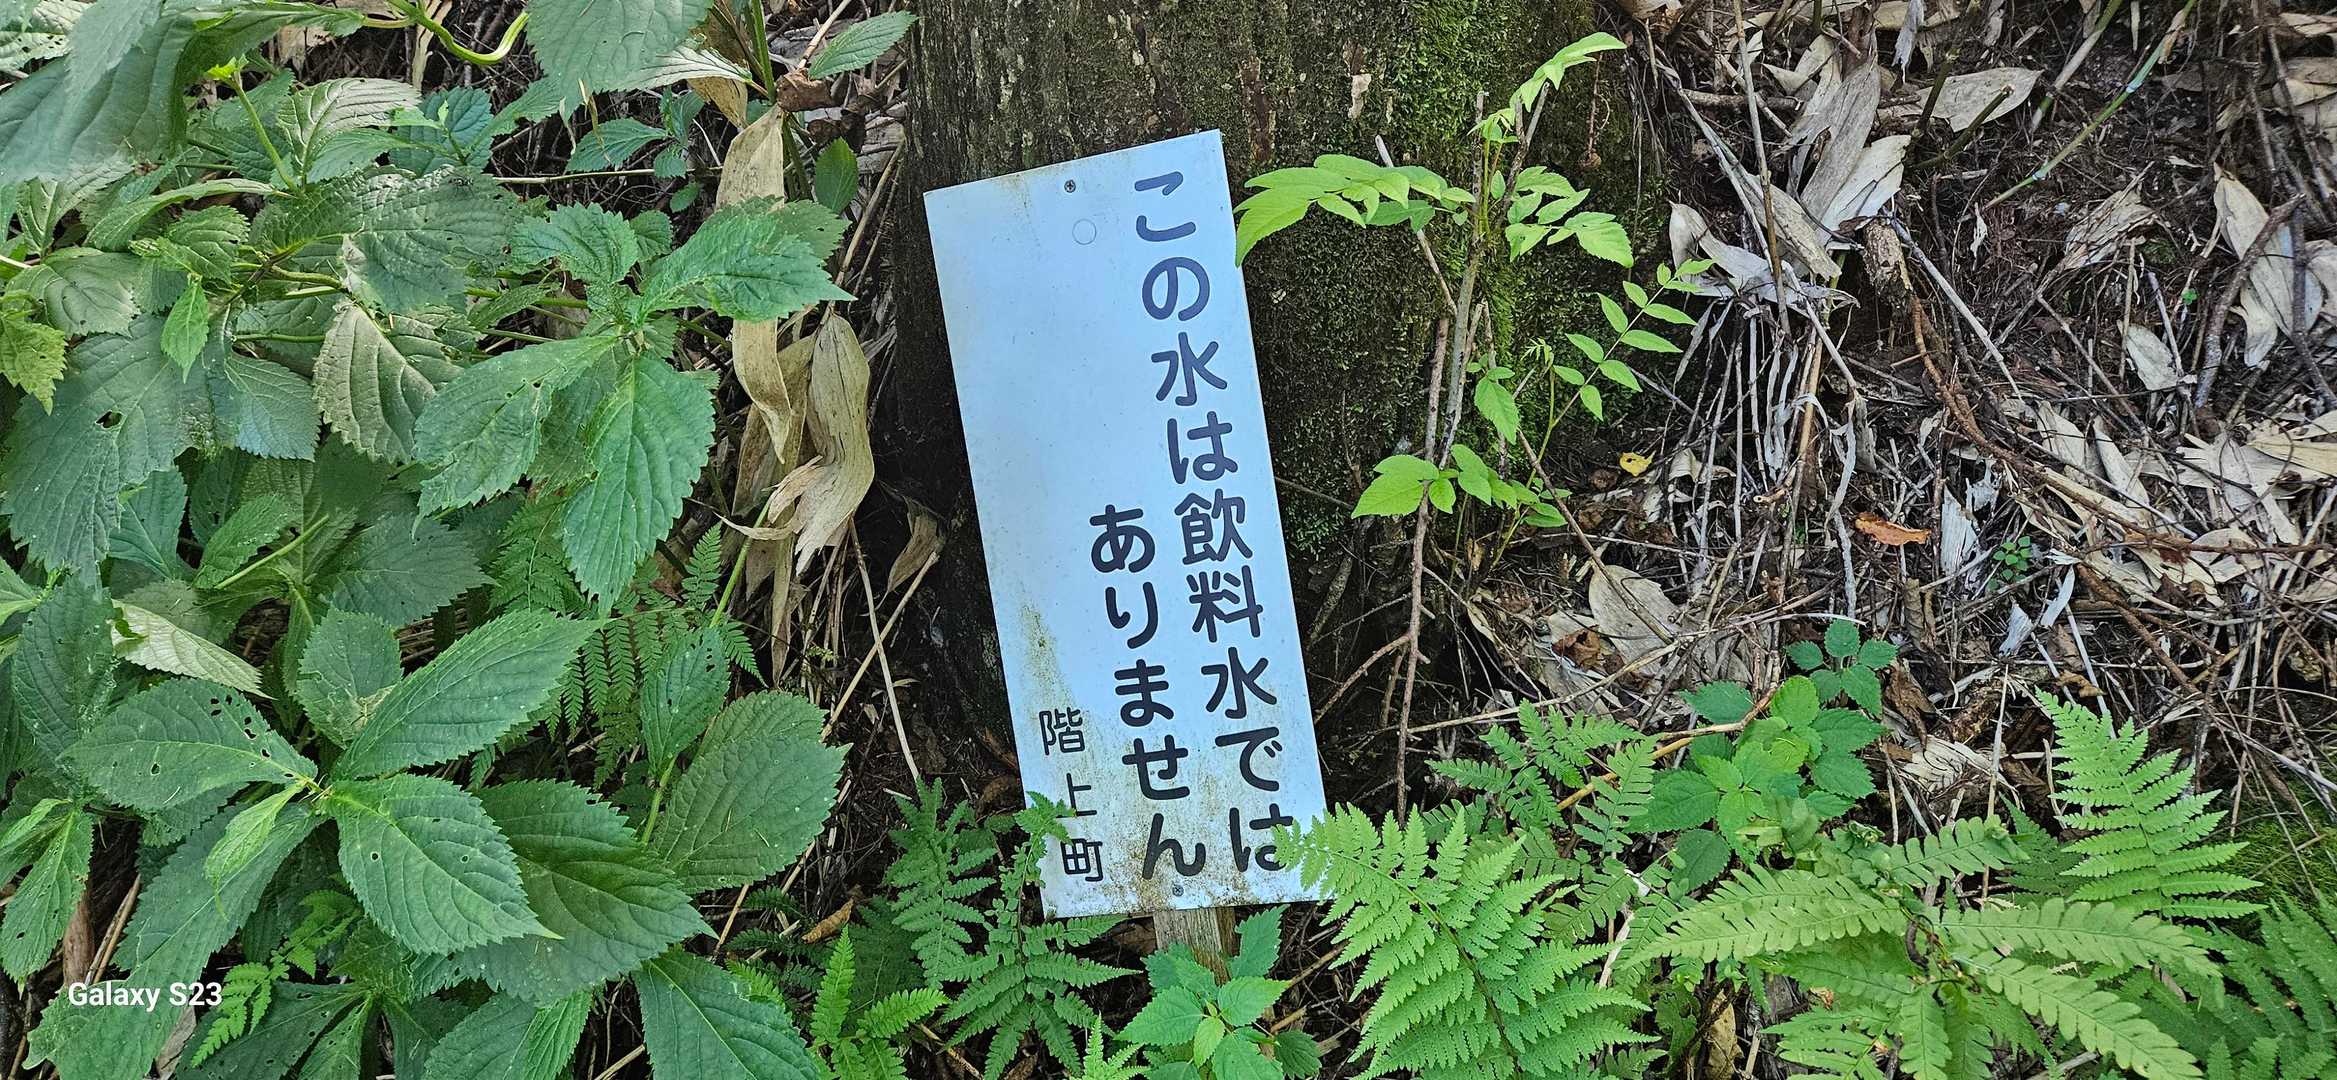 この水は飲料水では
ありません
階上町
Galaxy S23